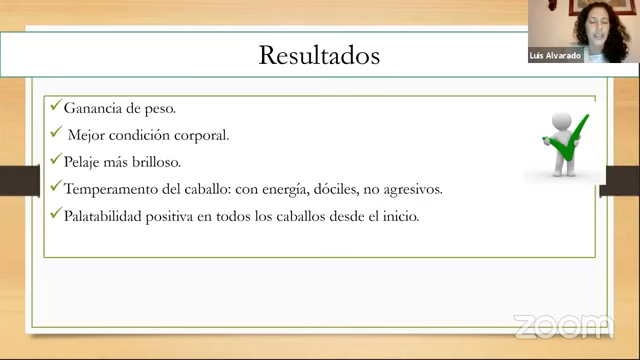 Resultados
Luis Alvarado
Ganancia de peso.
Mejor condición corporal.
Pelaje más brilloso.
Temperamento del caballo: con energía, dóciles, no agresivos.
Palatabilidad positiva en todos los caballos desde el inicio.
zoom